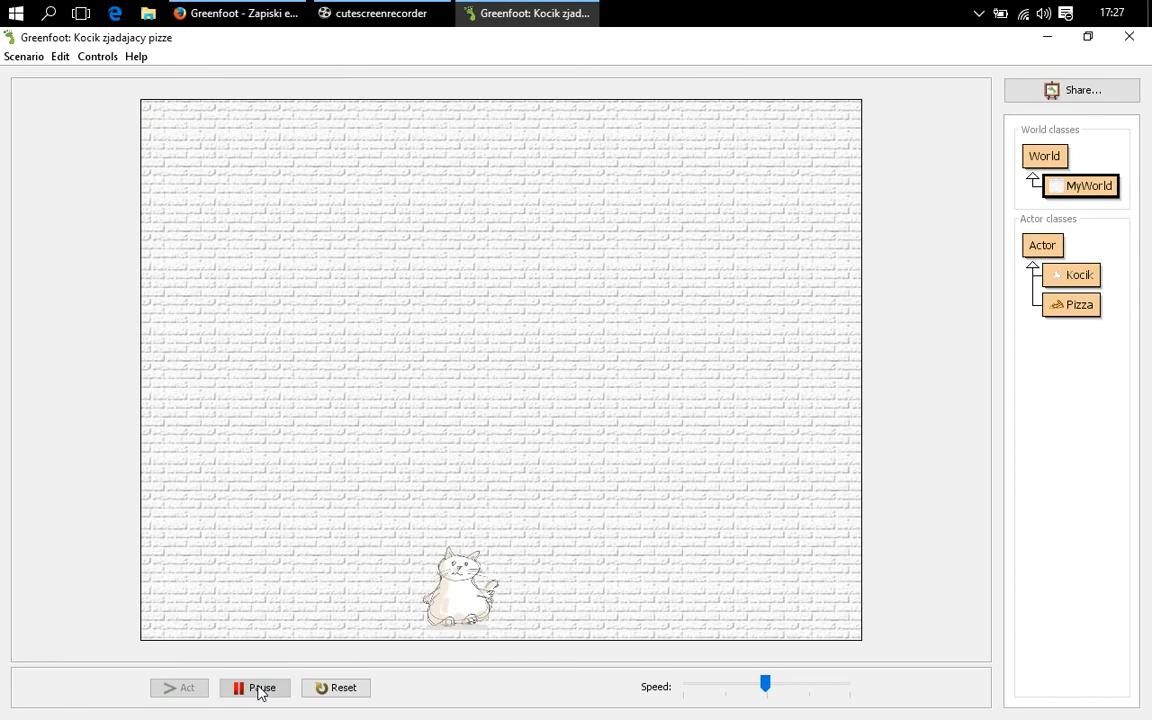 Greenfoot - Zapiski e...
cutescreenrecorder
Greenfoot: Kocik zjad...
17:27
Greenfoot: Kocik zjadajacy pizze
Scenario Edit Controls Help
Share...
World classes
World
MyWorld
Actor classes
Actor
Kocik
Pizza
Act
Pause
Reset
Speed: